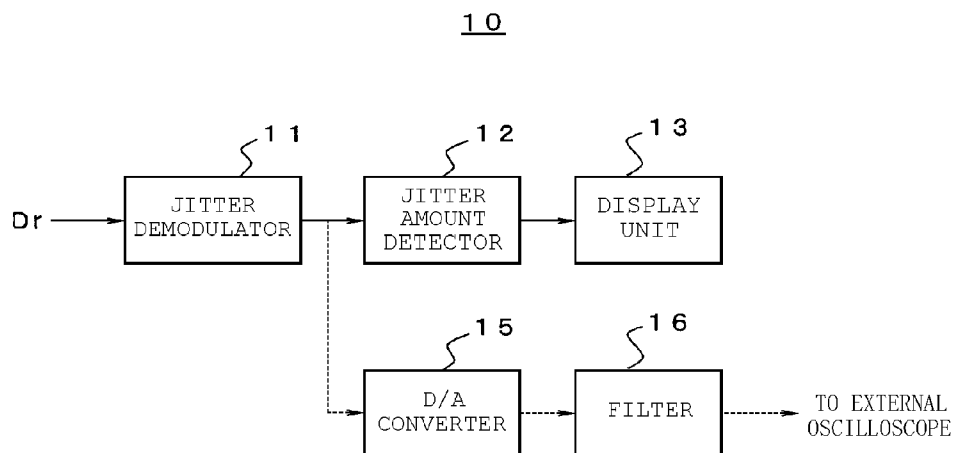 10
11
12
13
Dr
JITTER
DEMODULATOR
JITTER
AMOUNT
DETECTOR
DISPLAY
UNIT
15
16
D/A
CONVERTER
FILTER
TO EXTERNAL
OSCILLOSCOPE